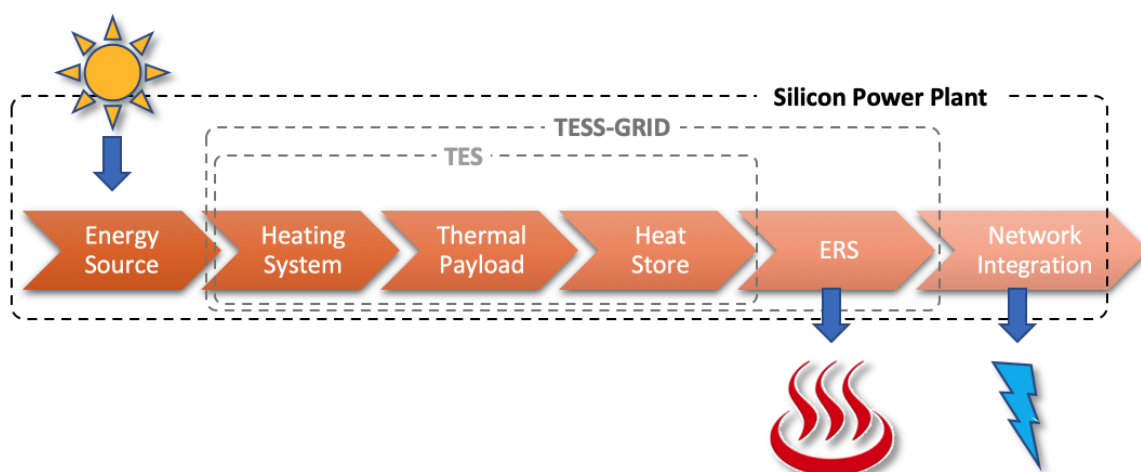 Silicon Power Plant
TESS-GRID
TES
Energy
Source
Heating
System
Thermal
Payload
Heat
Store
ERS
Network
Integration